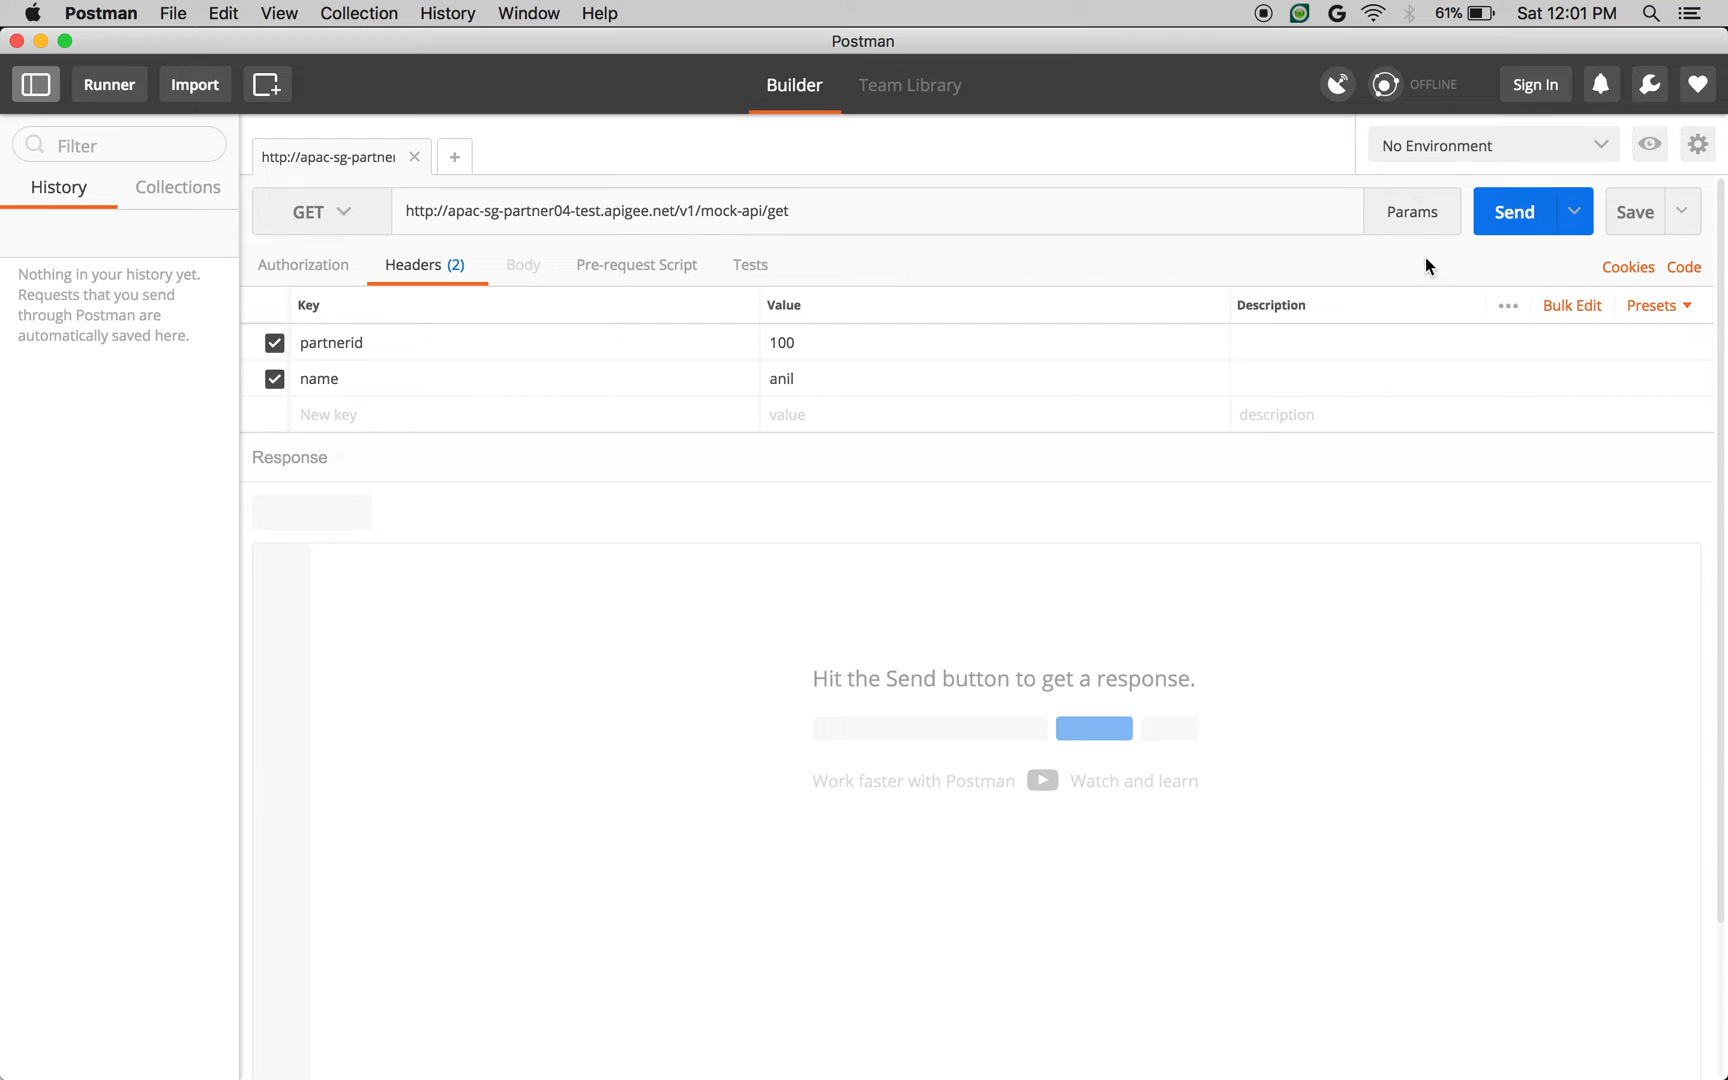 Postman File Edit View Collection History Window Help 61% Sat 12:01 PM
Postman
Runner Import Builder Team Library OFFLINE Sign In
Filter
History Collections
Nothing in your history yet.
Requests that you send
through Postman are
automatically saved here.
http://apac-sg-partner + No Environment
GET http://apac-sg-partner04-test.apigee.net/v1/mock-api/get Params Send Save
Authorization Headers (2) Body Pre-request Script Tests Cookies Code
Key Value Description ••• Bulk Edit Presets
partnerid 100
name anil
New key value description
Response
Hit the Send button to get a response.
Work faster with Postman Watch and learn